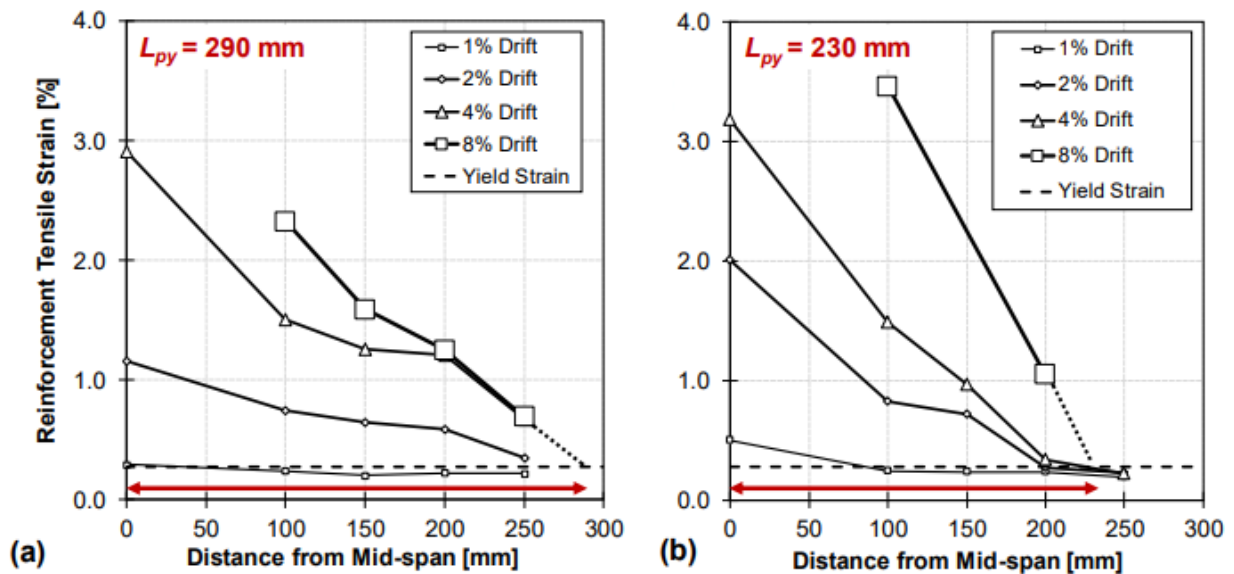 Reinforcement Tensile Strain [%]
4.0
3.0
2.0
1.0
0.0
L_py = 290 mm
1% Drift
2% Drift
4% Drift
8% Drift
Yield Strain
0 50 100 150 200 250 300
(a)
Distance from Mid-span [mm]
4.0
3.0
2.0
1.0
0.0
L_py = 230 mm
1% Drift
2% Drift
4% Drift
8% Drift
Yield Strain
0 50 100 150 200 250 300
(b)
Distance from Mid-span [mm]